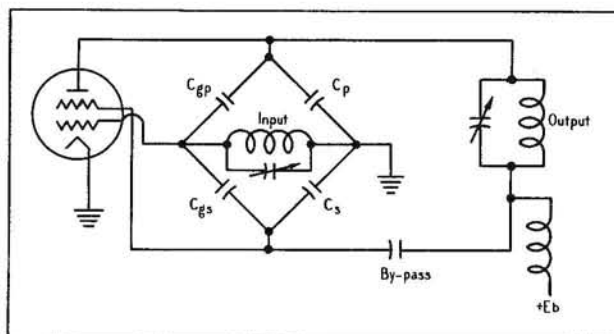 Cgp
Cp
Input
Output
Cgs
Cs
By-pass
+Eb